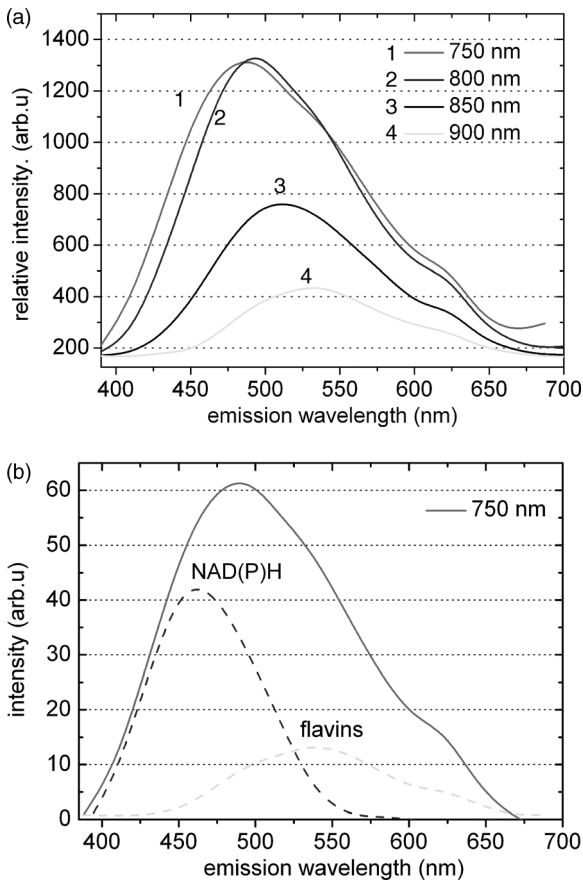 (a)
1400
1200
1000
800
600
400
200
relative intensity. (arb.u)
1 750 nm
2 800 nm
3 850 nm
4 900 nm
1
2
3
4
400 450 500 550 600 650 700
emission wavelength (nm)
(b)
60
50
40
30
20
10
0
intensity (arb.u)
750 nm
NAD(P)H
flavins
400 450 500 550 600 650 700
emission wavelength (nm)